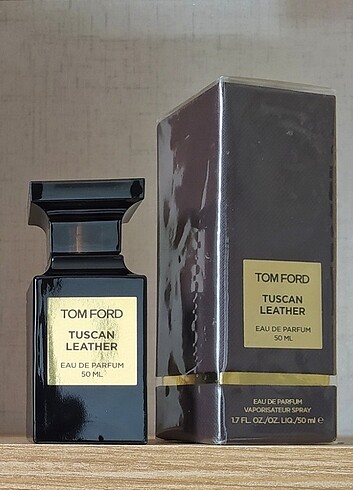 TOM FORD
TUSCAN
LEATHER
EAU DE PARFUM
50 ML
TOM FORD
TUSCAN
LEATHER
EAU DE PARFUM
50 ML
EAU DE PARFUM
VAPORISATEUR SPRAY
1.7 FL. OZ./OZ. LIQ./50 ml ℮